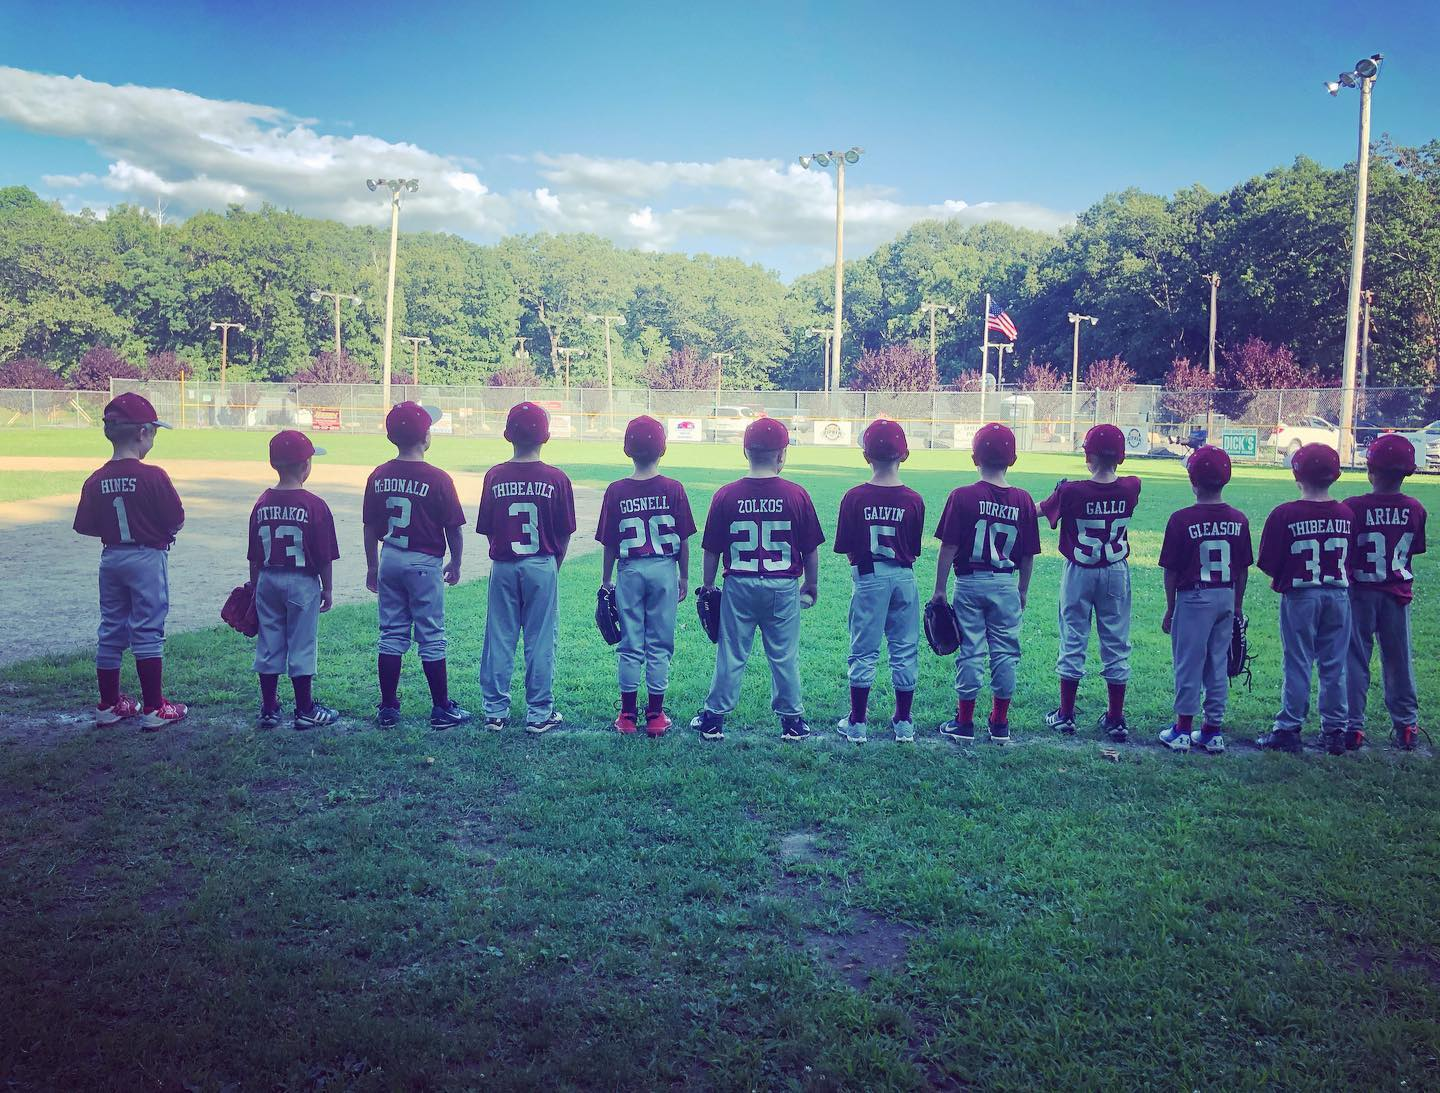 HINES
1
13
McDONALD
2
THIBEAULT
3
GOSNELL
26
ZOLKOS
25
GALVIN
5
DURKIN
10
GALLO
50
GLEASON
8
THIBEAULT
33
ARIAS
34
DICK'S